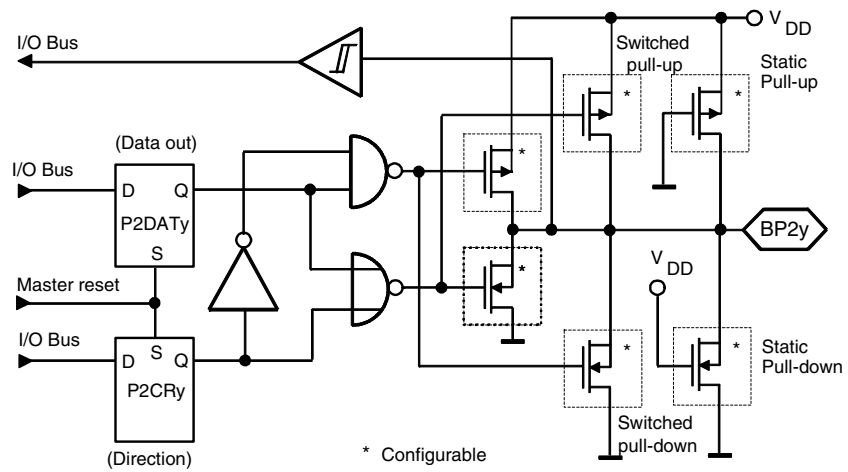 I/O Bus
V
DD
Switched
pull-up
Static
Pull-up
*
*
(Data out)
I/O Bus
D
Q
P2DATy
S
*
BP2y
Master reset
*
V
DD
I/O Bus
D
S
Q
P2CRy
*
*
Static
Pull-down
Switched
pull-down
(Direction)
* Configurable